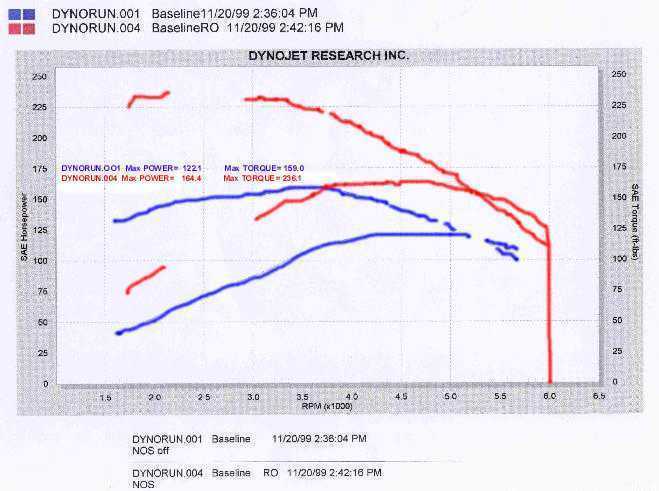 DYNORUN.001 Baseline11/20/99 2:36:04 PM
DYNORUN.004 BaselineRO 11/20/99 2:42:16 PM
DYNOJET RESEARCH INC.
250 250
225 225
200 200
175 175
DYNORUN.001 Max POWER= 122.1 Max TORQUE= 159.0
DYNORUN.004 Max POWER= 164.4 Max TORQUE= 236.1
150 150
125 125
100 100
75 75
50 50
25 25
0 0
SAE Horsepower
SAE Torque (ft-lbs)
1.5 2.0 2.5 3.0 3.5 4.0 4.5 5.0 5.5 6.0 6.5
RPM (x1000)
DYNORUN.001 Baseline 11/20/99 2:36:04 PM
NOS off
DYNORUN.004 Baseline RO 11/20/99 2:42:16 PM
NOS